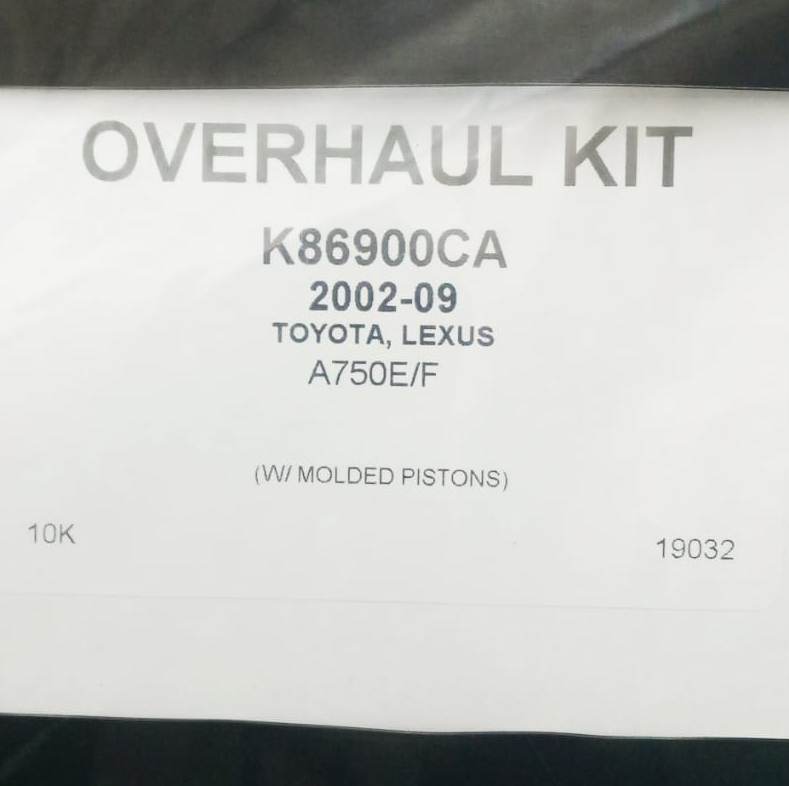 OVERHAUL KIT
K86900CA
2002-09
TOYOTA, LEXUS
A750E/F
(W/ MOLDED PISTONS)
10K
19032